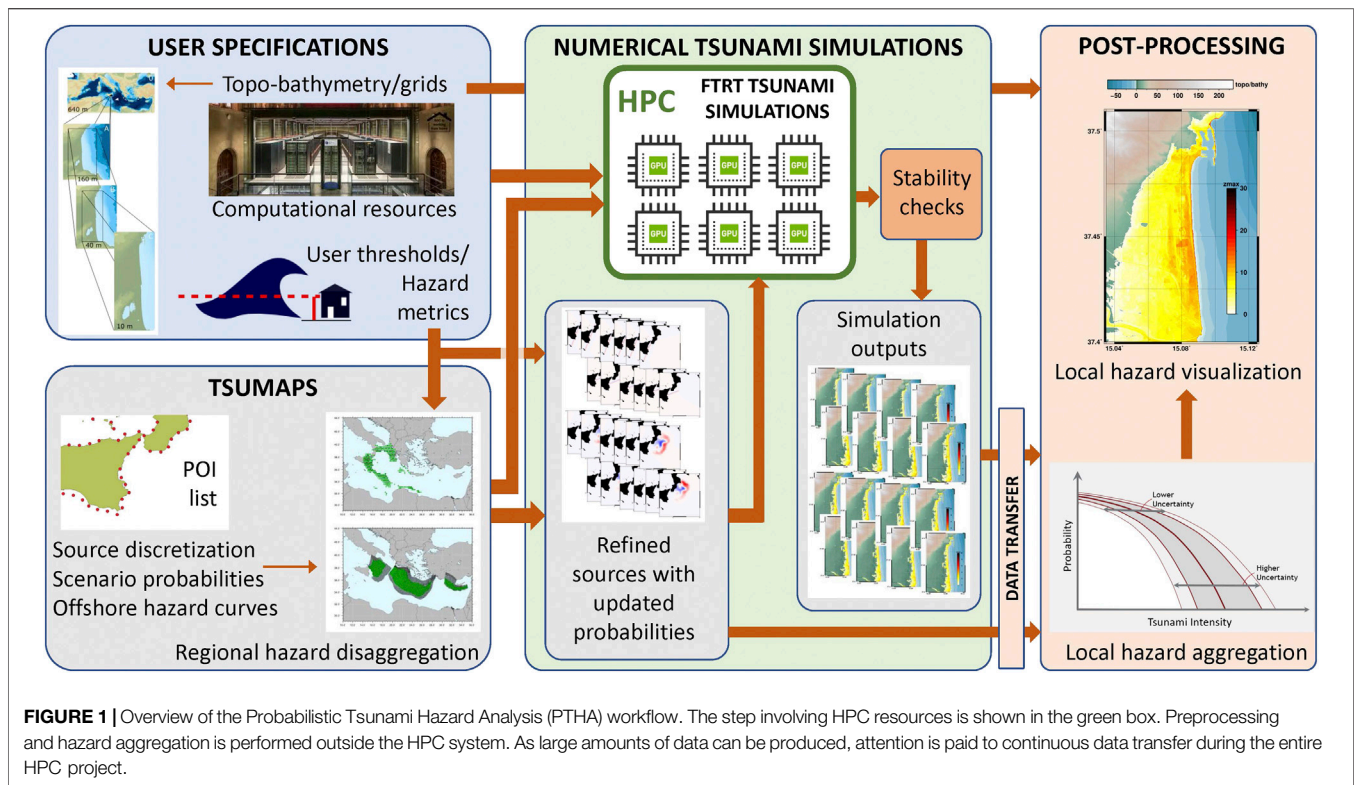 USER SPECIFICATIONS
Topo-bathymetry/grids
640 m
160 m
40 m
10 m
Computational resources
User thresholds/
Hazard
metrics
TSUMAPS
POI
list
Source discretization
Scenario probabilities
Offshore hazard curves
Regional hazard disaggregation
NUMERICAL TSUNAMI SIMULATIONS
HPC
FTRT TSUNAMI
SIMULATIONS
GPU
GPU
GPU
GPU
GPU
GPU
Stability
checks
Refined
sources with
updated
probabilities
Simulation
outputs
DATA TRANSFER
POST-PROCESSING
topo/bathy
−50 0 50 100 150 200
37.5˚
37.45˚
37.4˚
15.04˚ 15.08˚ 15.12˚
zmax
30
20
10
0
Local hazard visualization
Lower
Uncertainty
Higher
Uncertainty
Probability
Tsunami Intensity
Local hazard aggregation
FIGURE 1 | Overview of the Probabilistic Tsunami Hazard Analysis (PTHA) workflow. The step involving HPC resources is shown in the green box. Preprocessing
and hazard aggregation is performed outside the HPC system. As large amounts of data can be produced, attention is paid to continuous data transfer during the entire
HPC project.